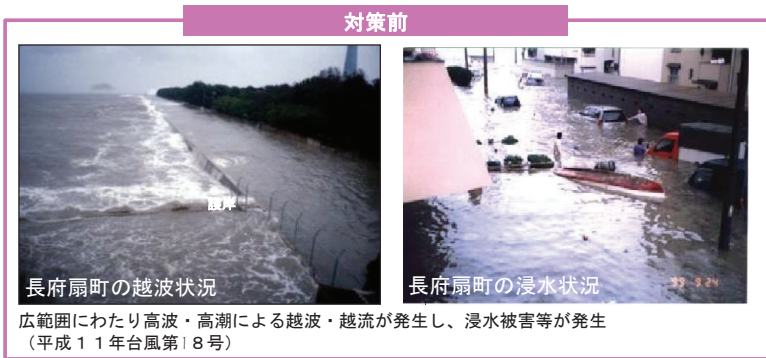 対策前
護岸
長府扇町の越波状況
長府扇町の浸水状況
99 9 24
広範囲にわたり高波・高潮による越波・越流が発生し、浸水被害等が発生
（平成１１年台風第18号）